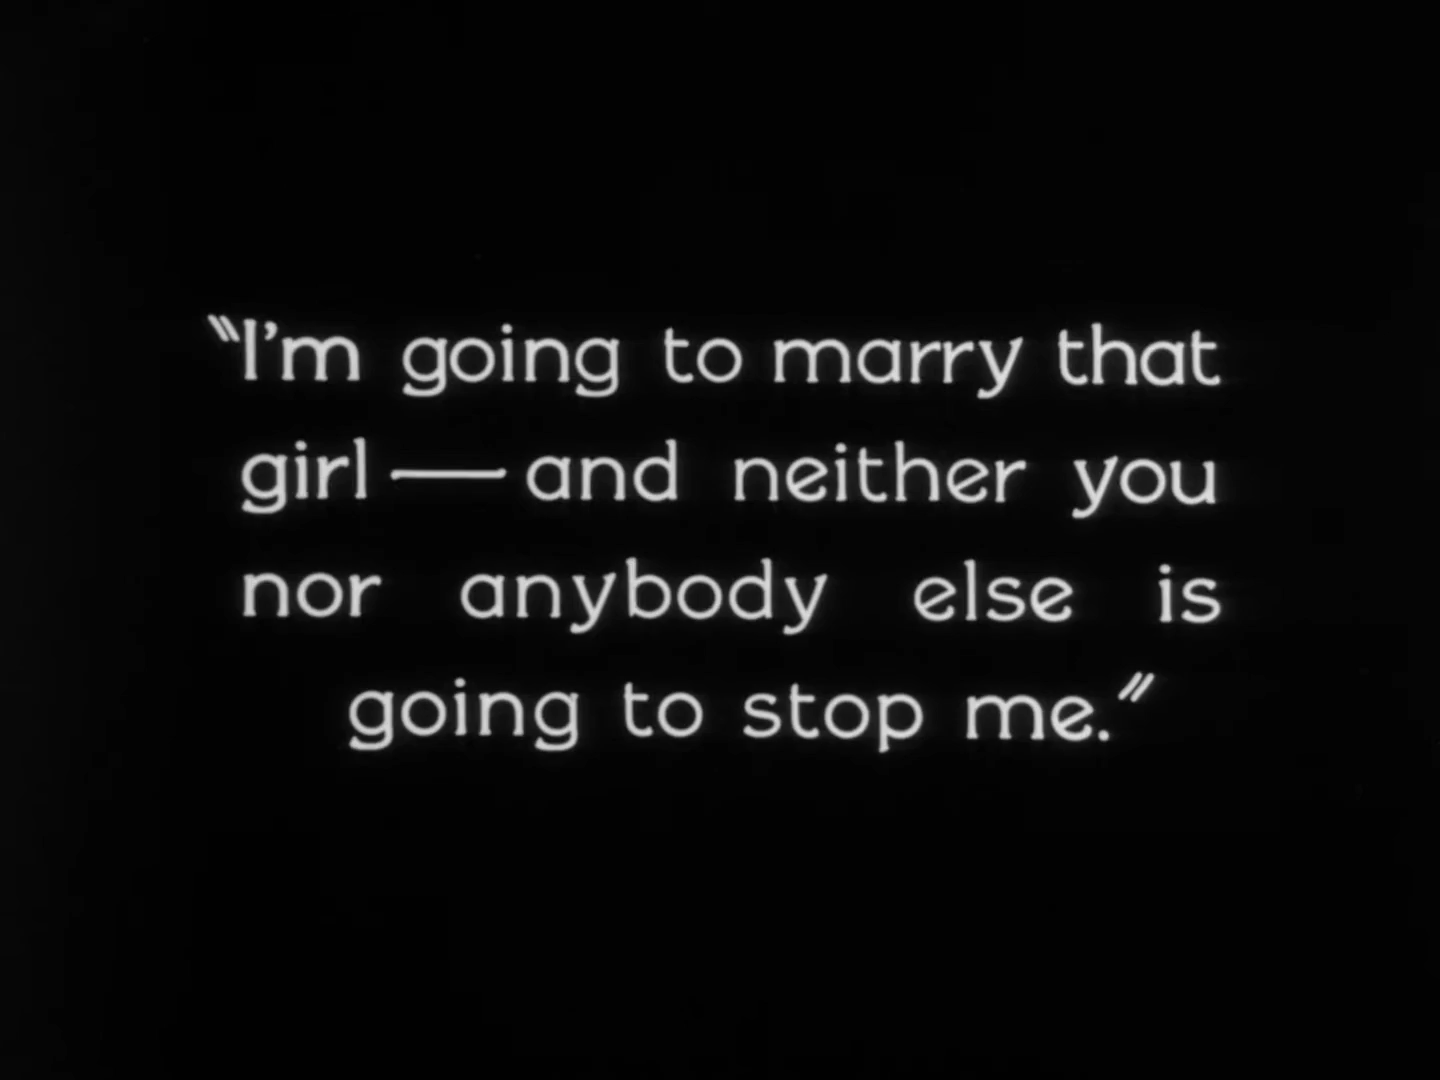 "I'm going to marry that
girl — and neither you
nor anybody else is
going to stop me."